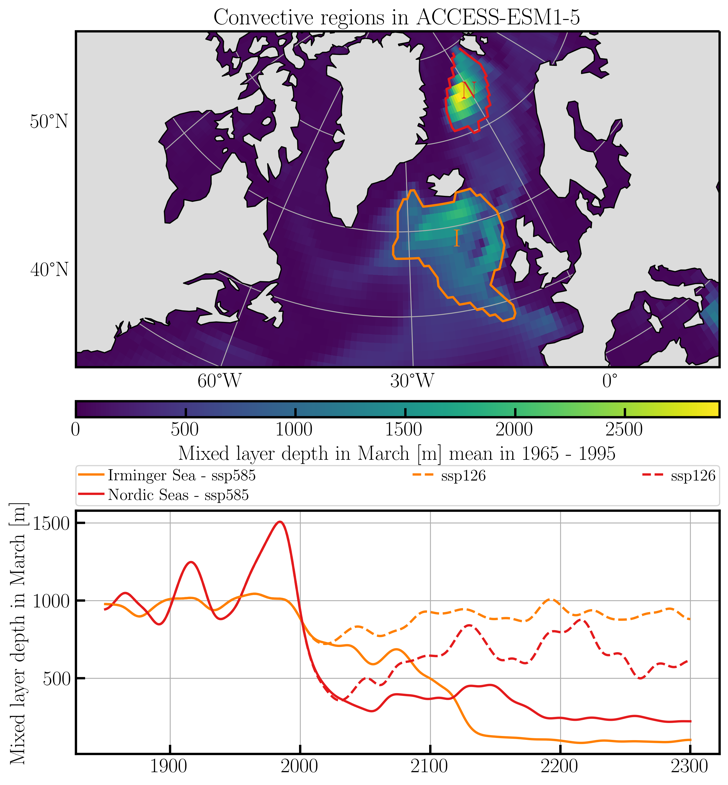 Convective regions in ACCESS-ESM1-5
N
50°N
I
40°N
60°W 30°W 0°
0 500 1000 1500 2000 2500
Mixed layer depth in March [m] mean in 1965 - 1995
Irminger Sea - ssp585 ssp126 ssp126
Nordic Seas - ssp585
Mixed layer depth in March [m]
1500
1000
500
1900 2000 2100 2200 2300